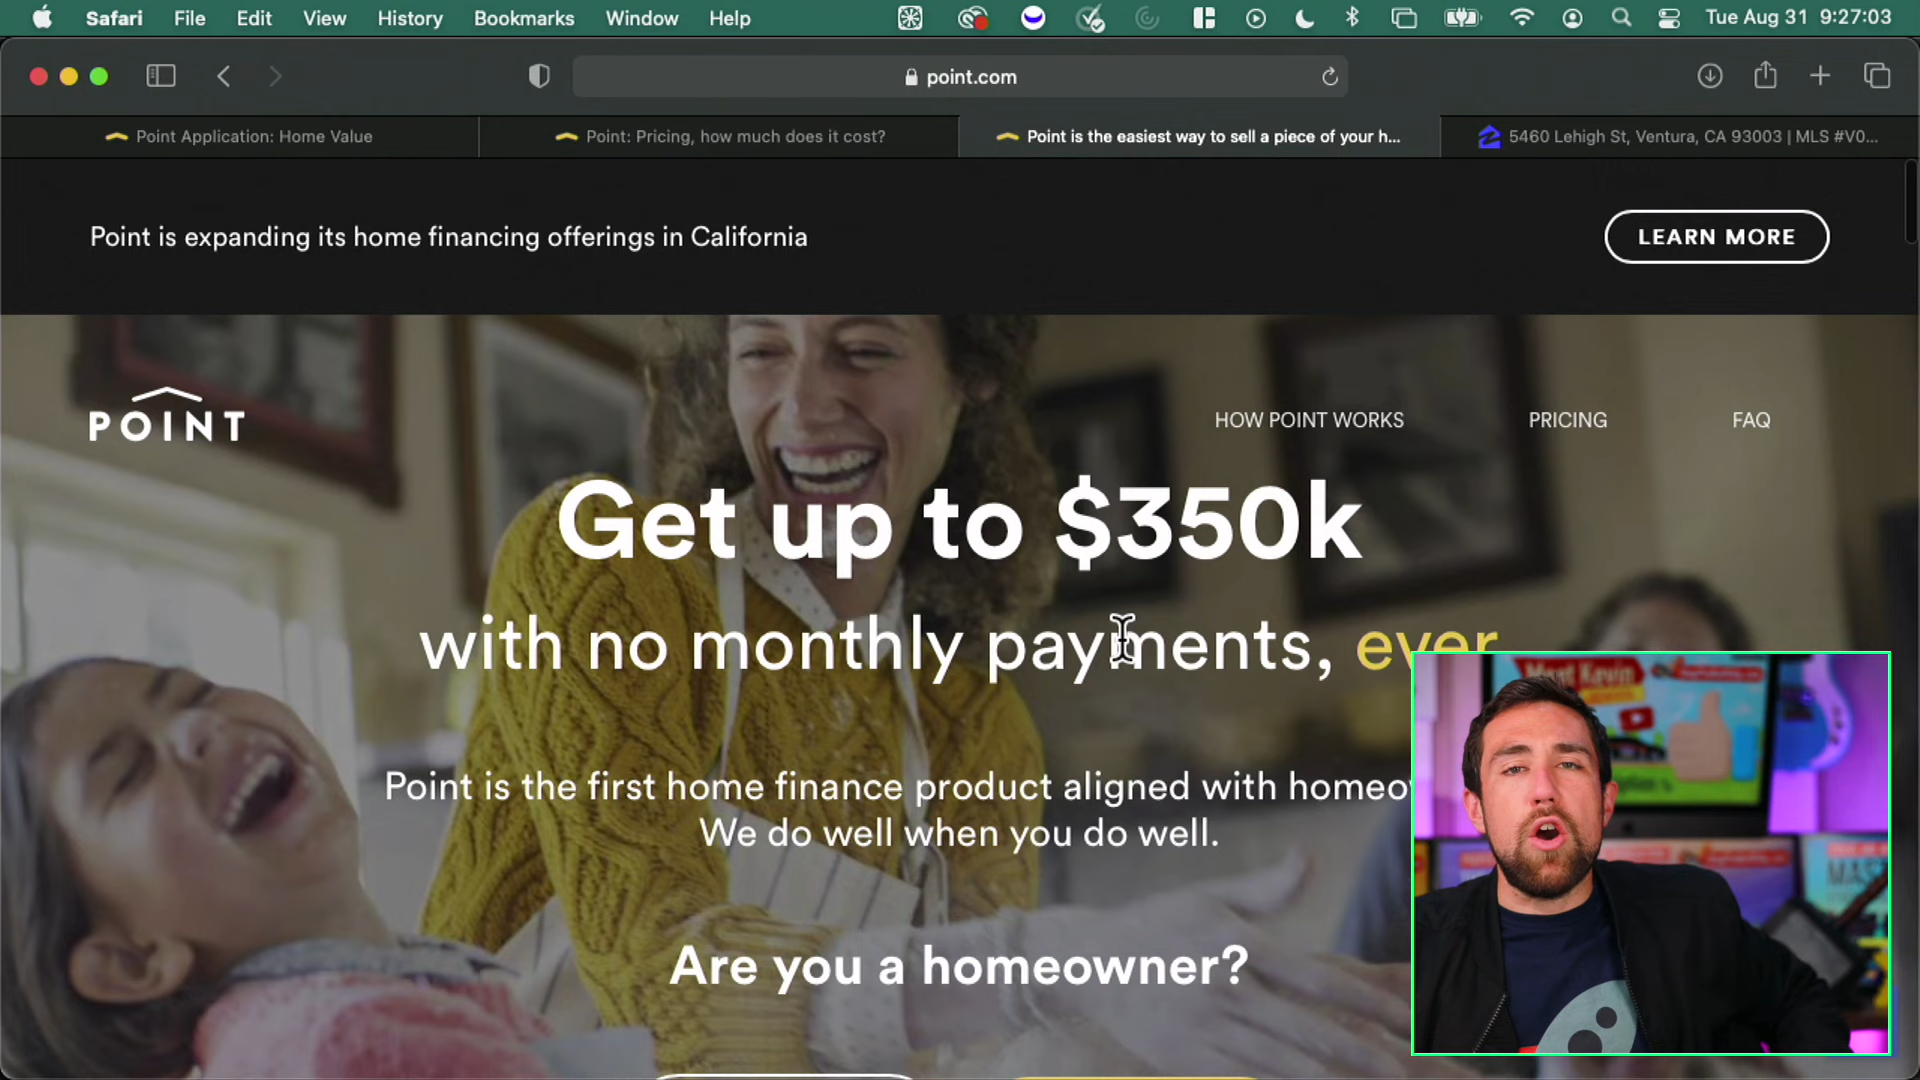 Safari File Edit View History Bookmarks Window Help Tue Aug 31 9:27:03
point.com
Point Application: Home Value
Point: Pricing, how much does it cost?
Point is the easiest way to sell a piece of your h...
5460 Lehigh St, Ventura, CA 93003 | MLS #V0...
Point is expanding its home financing offerings in California
LEARN MORE
POINT
HOW POINT WORKS
PRICING
FAQ
Get up to $350k
with no monthly payments, ever
Point is the first home finance product aligned with
We do well when you do well.
Are you a homeowner?
Meet Kevin